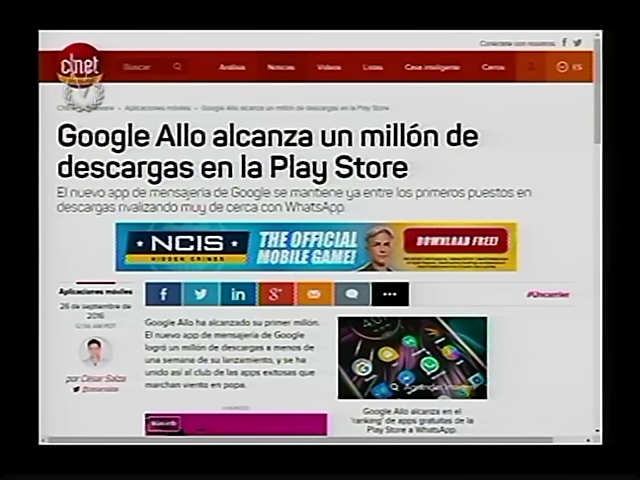 Conéctate con nosotros
c|net
Buscar
Análisis Noticias Videos Listas Casa inteligente Carros ES
Aplicaciones móviles > Google Allo alcanza un millón de descargas en la Play Store
Google Allo alcanza un millón de
descargas en la Play Store
El nuevo app de mensajería de Google se mantiene ya entre los primeros puestos en
descargas rivalizando muy de cerca con WhatsApp.
NCIS
HIDDEN CRIMES
THE OFFICIAL
MOBILE GAME!
DOWNLOAD FREE!
Aplicaciones móviles
26 de septiembre de
2016
por César Salza
Google Allo ha alcanzado su primer millón.
El nuevo app de mensajería de Google
logró un millón de descargas a menos de
una semana de su lanzamiento, y se ha
unido así al club de las apps exitosas que
marchan viento en popa.
Google Allo alcanza en el
'ranking' de apps gratuitas de la
Play Store a WhatsApp.